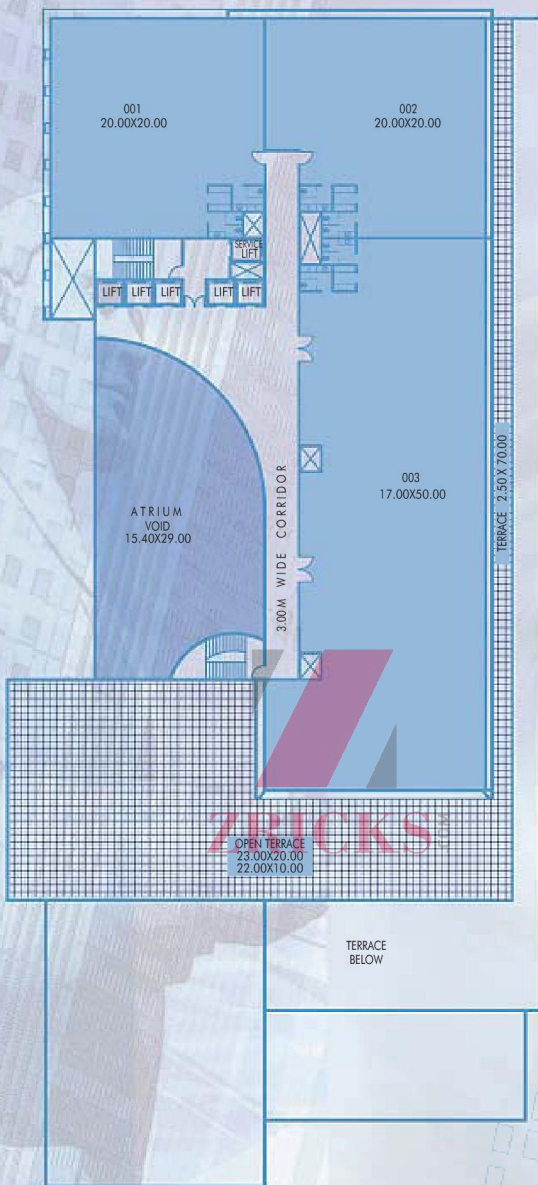 001
20.00X20.00
002
20.00X20.00
SERVICE
LIFT
LIFT
LIFT
LIFT
LIFT
LIFT
ATRIUM
VOID
15.40X29.00
3.00M WIDE CORRIDOR
003
17.00X50.00
TERRACE 2.50 X 70.00
ZRICKS.COM
OPEN TERRACE
23.00X20.00
22.00X10.00
TERRACE
BELOW